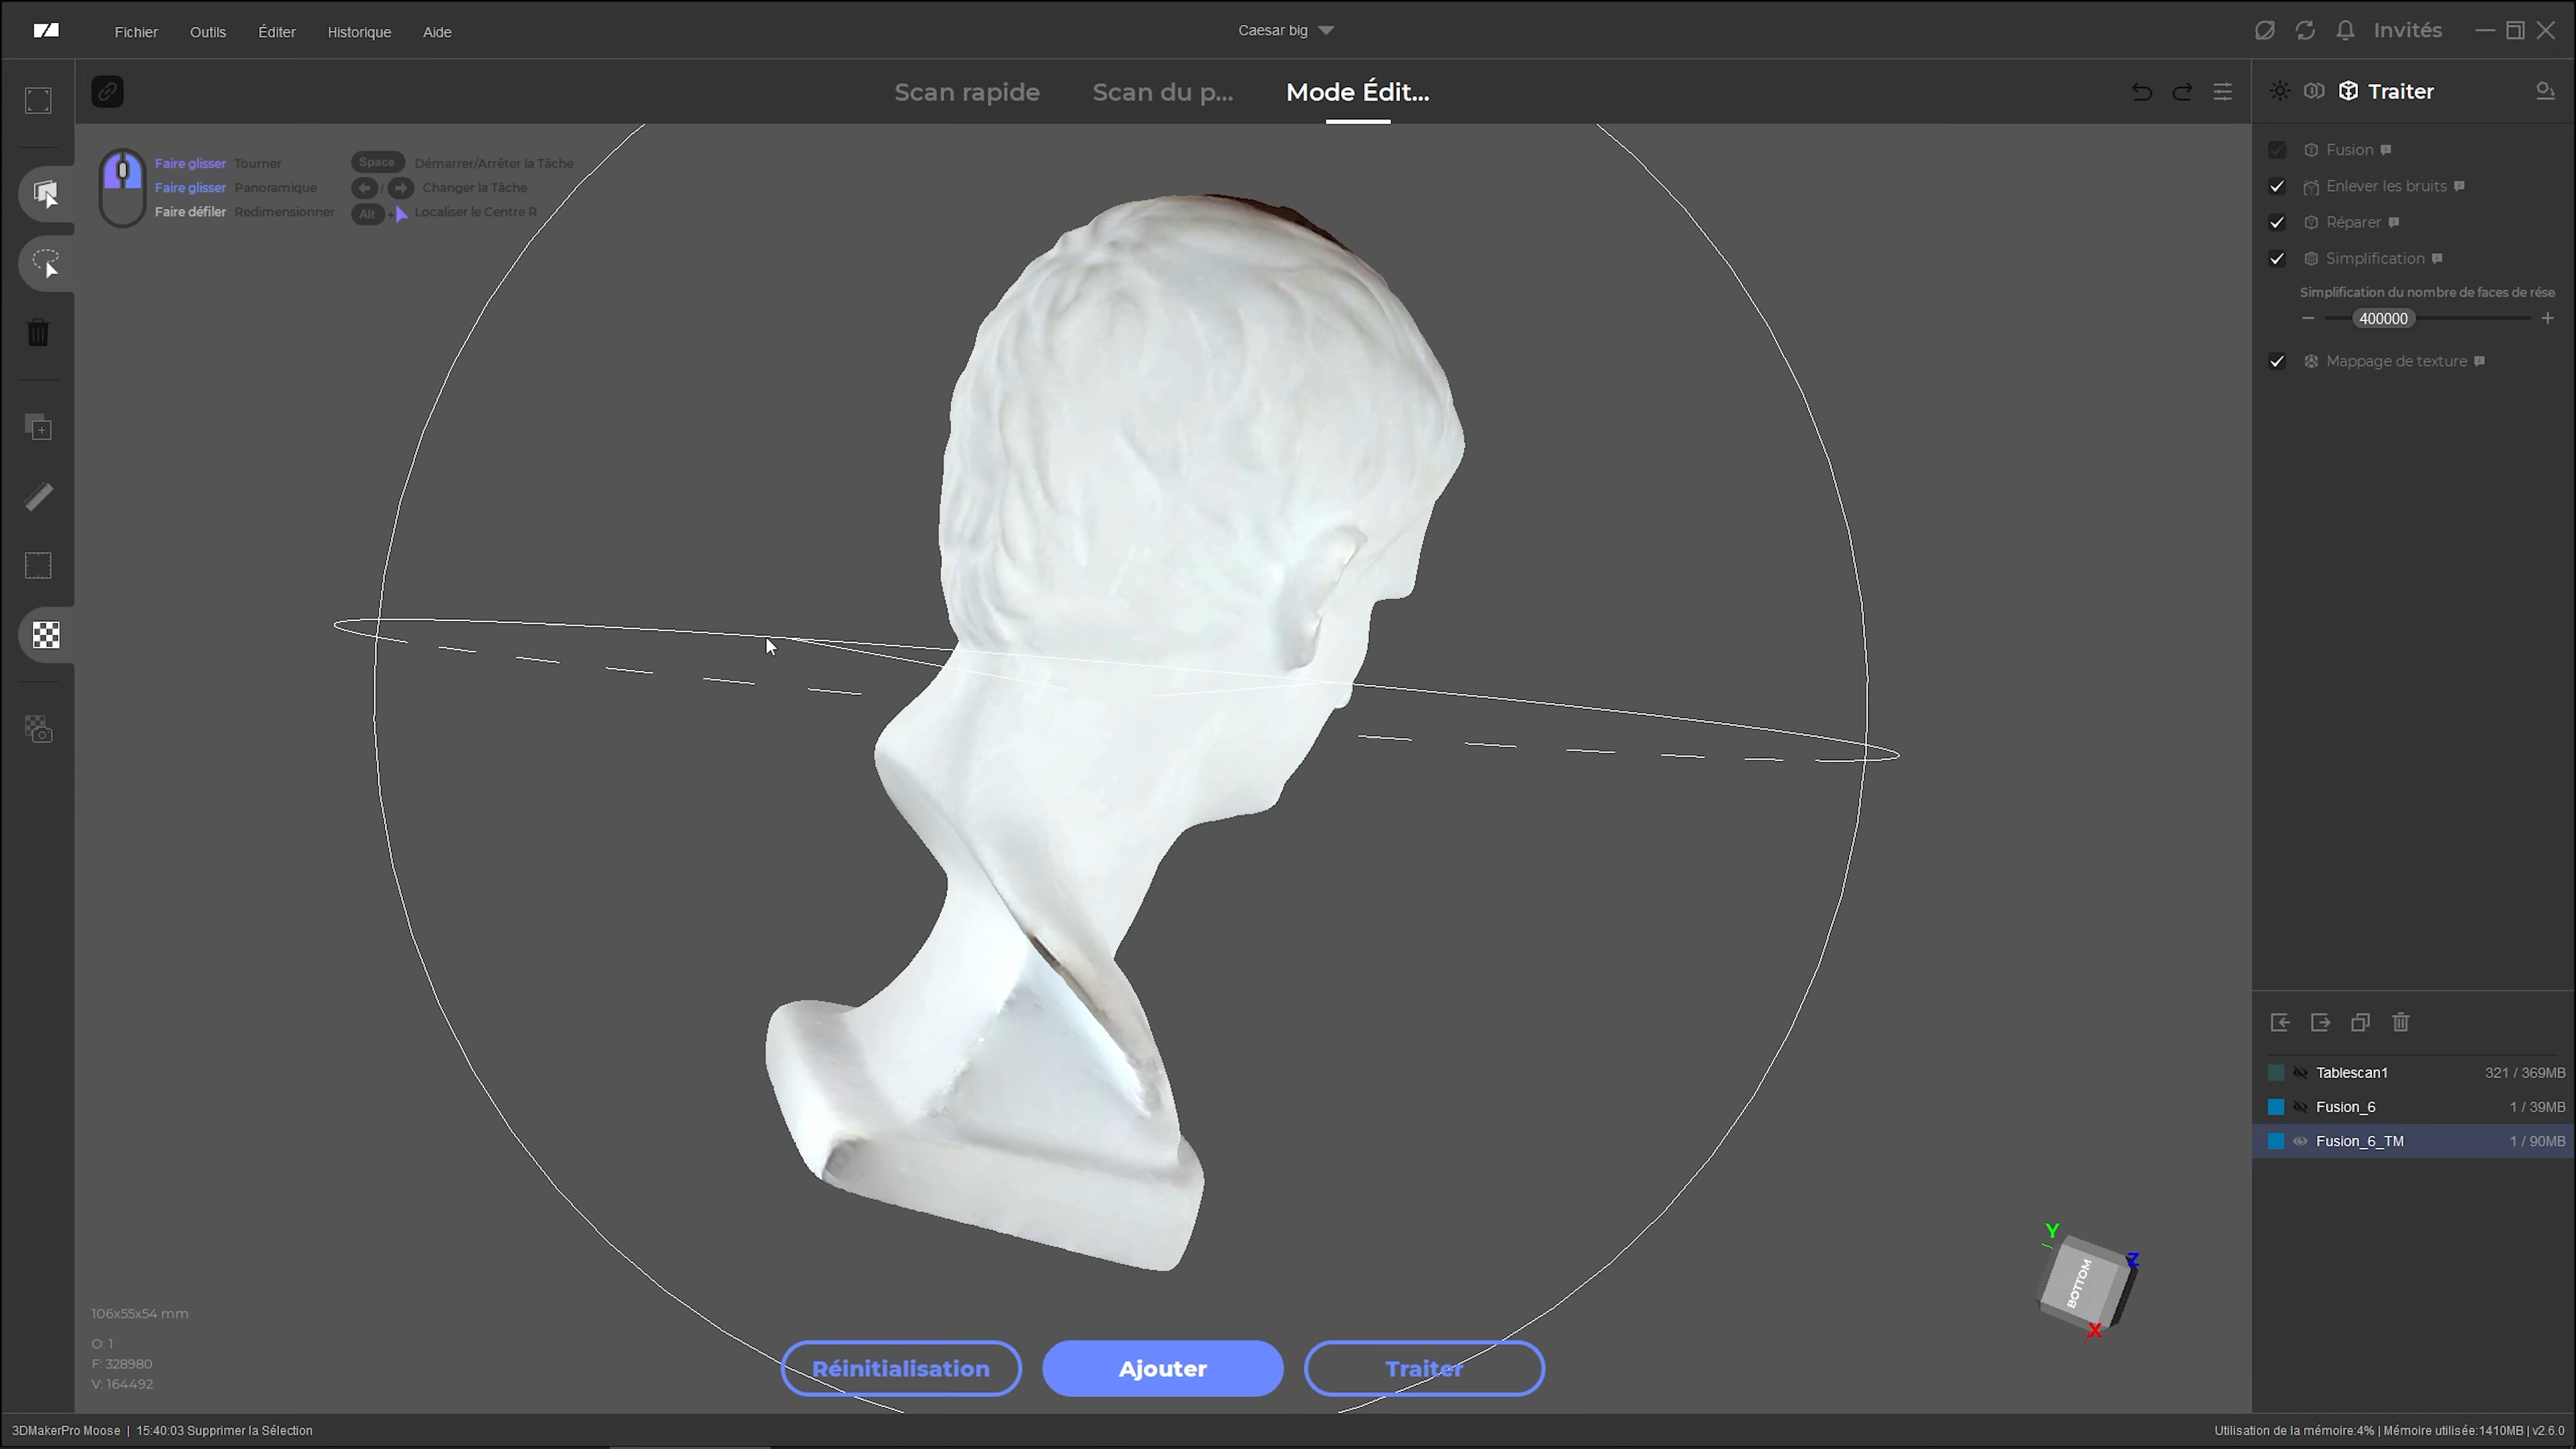 Fichier Outils Éditer Historique Aide
Caesar big
Invités
Scan rapide Scan du p... Mode Édit...
Traiter
Faire glisser Tourner
Faire glisser Panoramique
Faire défiler Redimensionner
Space Démarrer/Arrêter la Tâche
/ Changer la Tâche
Alt + Localiser le Centre R
Fusion
Enlever les bruits
Réparer
Simplification
Simplification du nombre de faces de rése
400000
Mappage de texture
Tablescan1 321 / 369MB
Fusion_6 1 / 39MB
Fusion_6_TM 1 / 90MB
Y
Z
BOTTOM
X
106x55x54 mm
O: 1
F: 328980
V: 164492
Réinitialisation Ajouter Traiter
3DMakerPro Moose | 15:40:03 Supprimer la Sélection
Utilisation de la mémoire:4% | Mémoire utilisée:1410MB | v2.6.0